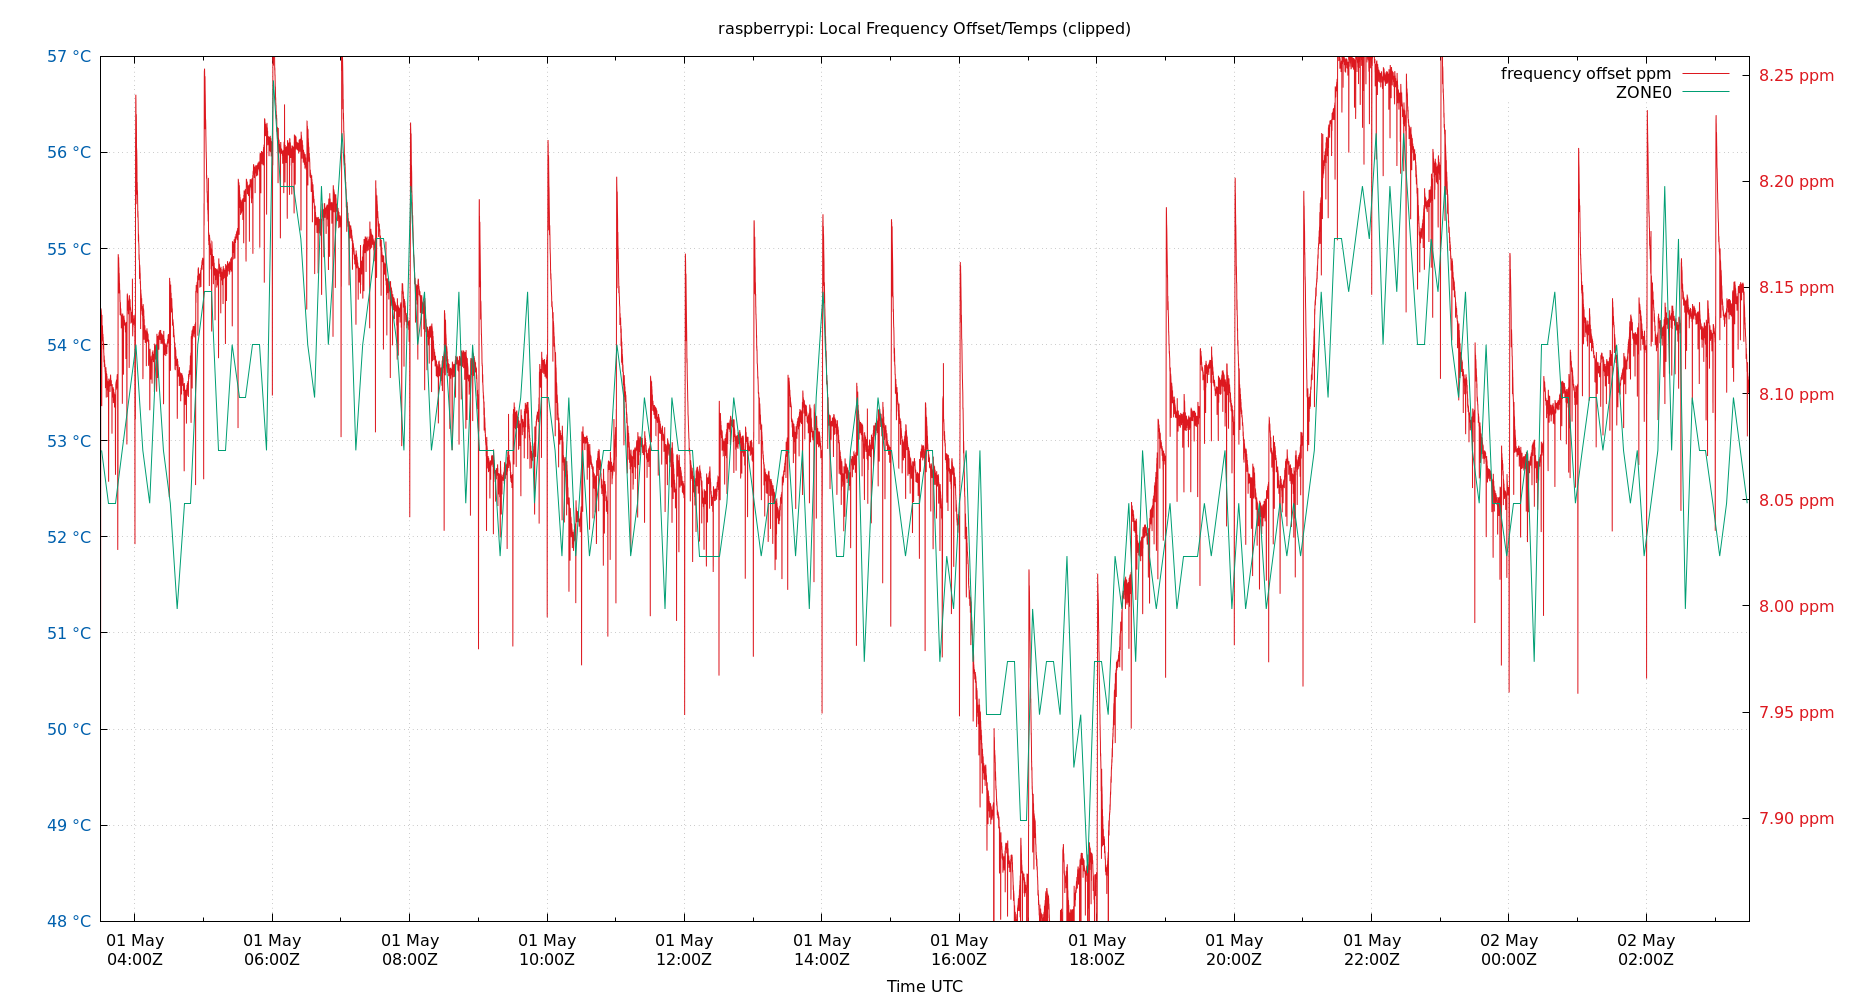 raspberrypi: Local Frequency Offset/Temps (clipped)
frequency offset ppm
ZONE0
57 °C
56 °C
55 °C
54 °C
53 °C
52 °C
51 °C
50 °C
49 °C
48 °C
8.25 ppm
8.20 ppm
8.15 ppm
8.10 ppm
8.05 ppm
8.00 ppm
7.95 ppm
7.90 ppm
01 May
04:00Z
01 May
06:00Z
01 May
08:00Z
01 May
10:00Z
01 May
12:00Z
01 May
14:00Z
01 May
16:00Z
01 May
18:00Z
01 May
20:00Z
01 May
22:00Z
02 May
00:00Z
02 May
02:00Z
Time UTC